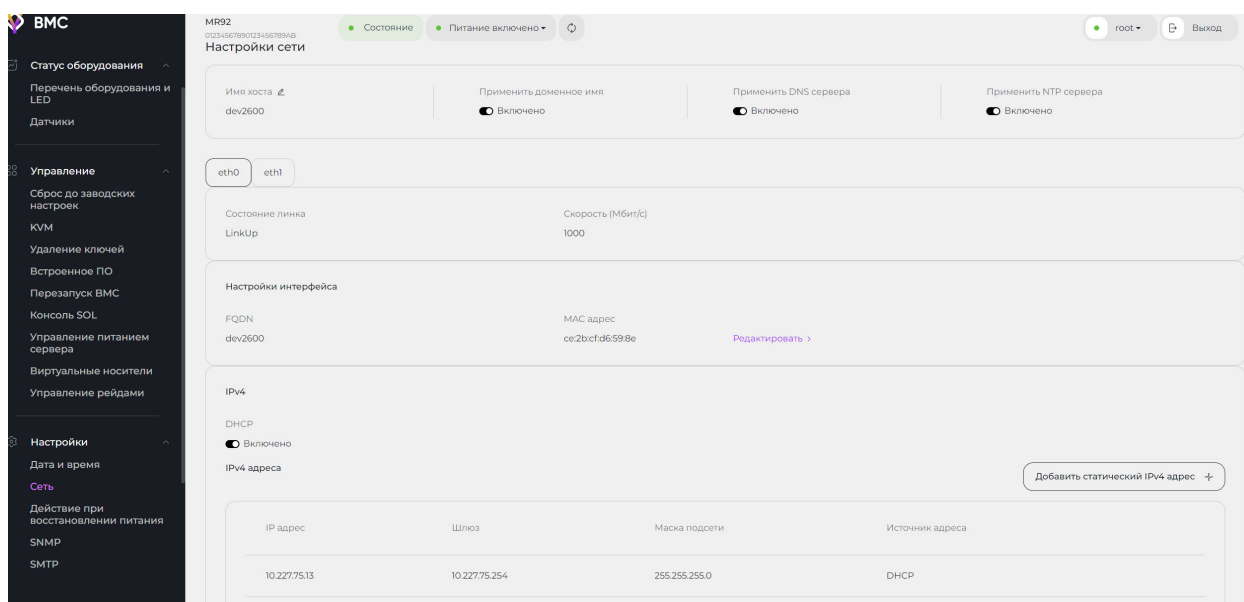 BMC
Статус оборудования
Перечень оборудования и
LED
Датчики
Управление
Сброс до заводских
настроек
KVM
Удаление ключей
Встроенное ПО
Перезапуск BMC
Консоль SOL
Управление питанием
сервера
Виртуальные носители
Управление рейдами
Настройки
Дата и время
Сеть
Действие при
восстановлении питания
SNMP
SMTP
MR92
01234567890123456789AB
Состояние
Питание включено
root
Выход
Настройки сети
Имя хоста
Применить доменное имя
Применить DNS сервера
Применить NTP сервера
dev2600
Включено
Включено
Включено
eth0
eth1
Состояние линка
Скорость (Мбит/с)
LinkUp
1000
Настройки интерфейса
FQDN
MAC адрес
dev2600
ce:2b:cf:d6:59:8e
Редактировать >
IPv4
DHCP
Включено
IPv4 адреса
Добавить статический IPv4 адрес +
IP адрес
Шлюз
Маска подсети
Источник адреса
10.227.75.13
10.227.75.254
255.255.255.0
DHCP